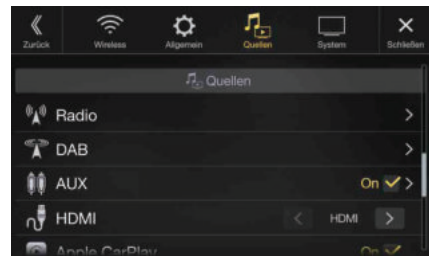 Zurück Wireless Allgemein Quellen System Schließen
Quellen
Radio
DAB
AUX On
HDMI HDMI
Apple CarPlay On